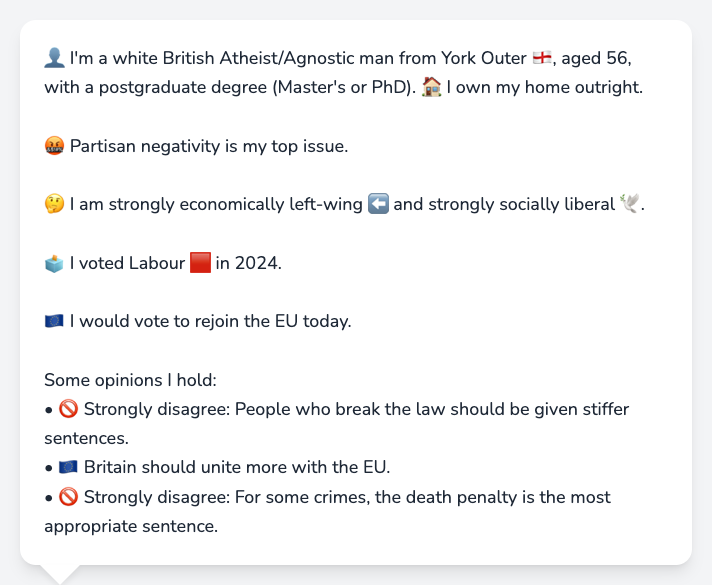 👤 I'm a white British Atheist/Agnostic man from York Outer 🏴󠁧󠁢󠁥󠁮󠁧󠁿, aged 56,
with a postgraduate degree (Master's or PhD). 🏠 I own my home outright.
🤬 Partisan negativity is my top issue.
🤔 I am strongly economically left-wing ⬅️ and strongly socially liberal 🕊️.
🗳️ I voted Labour 🟥 in 2024.
🇪🇺 I would vote to rejoin the EU today.
Some opinions I hold:
• 🚫 Strongly disagree: People who break the law should be given stiffer
sentences.
• 🇪🇺 Britain should unite more with the EU.
• 🚫 Strongly disagree: For some crimes, the death penalty is the most
appropriate sentence.